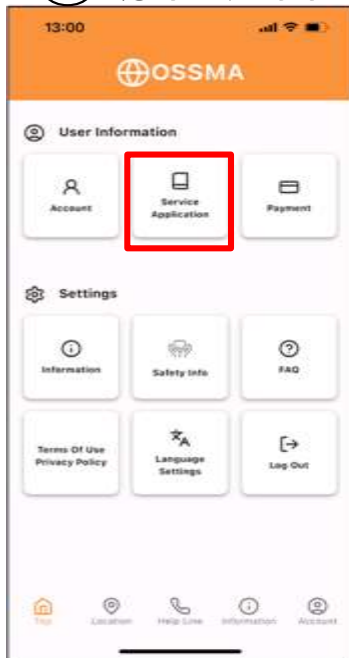 13:00
OSSMA
User Information
Account
Service
Application
Payment
Settings
Information
Safety Info
FAQ
Terms Of Use
Privacy Policy
Language
Settings
Log Out
Top
Location
Help Line
Information
Account